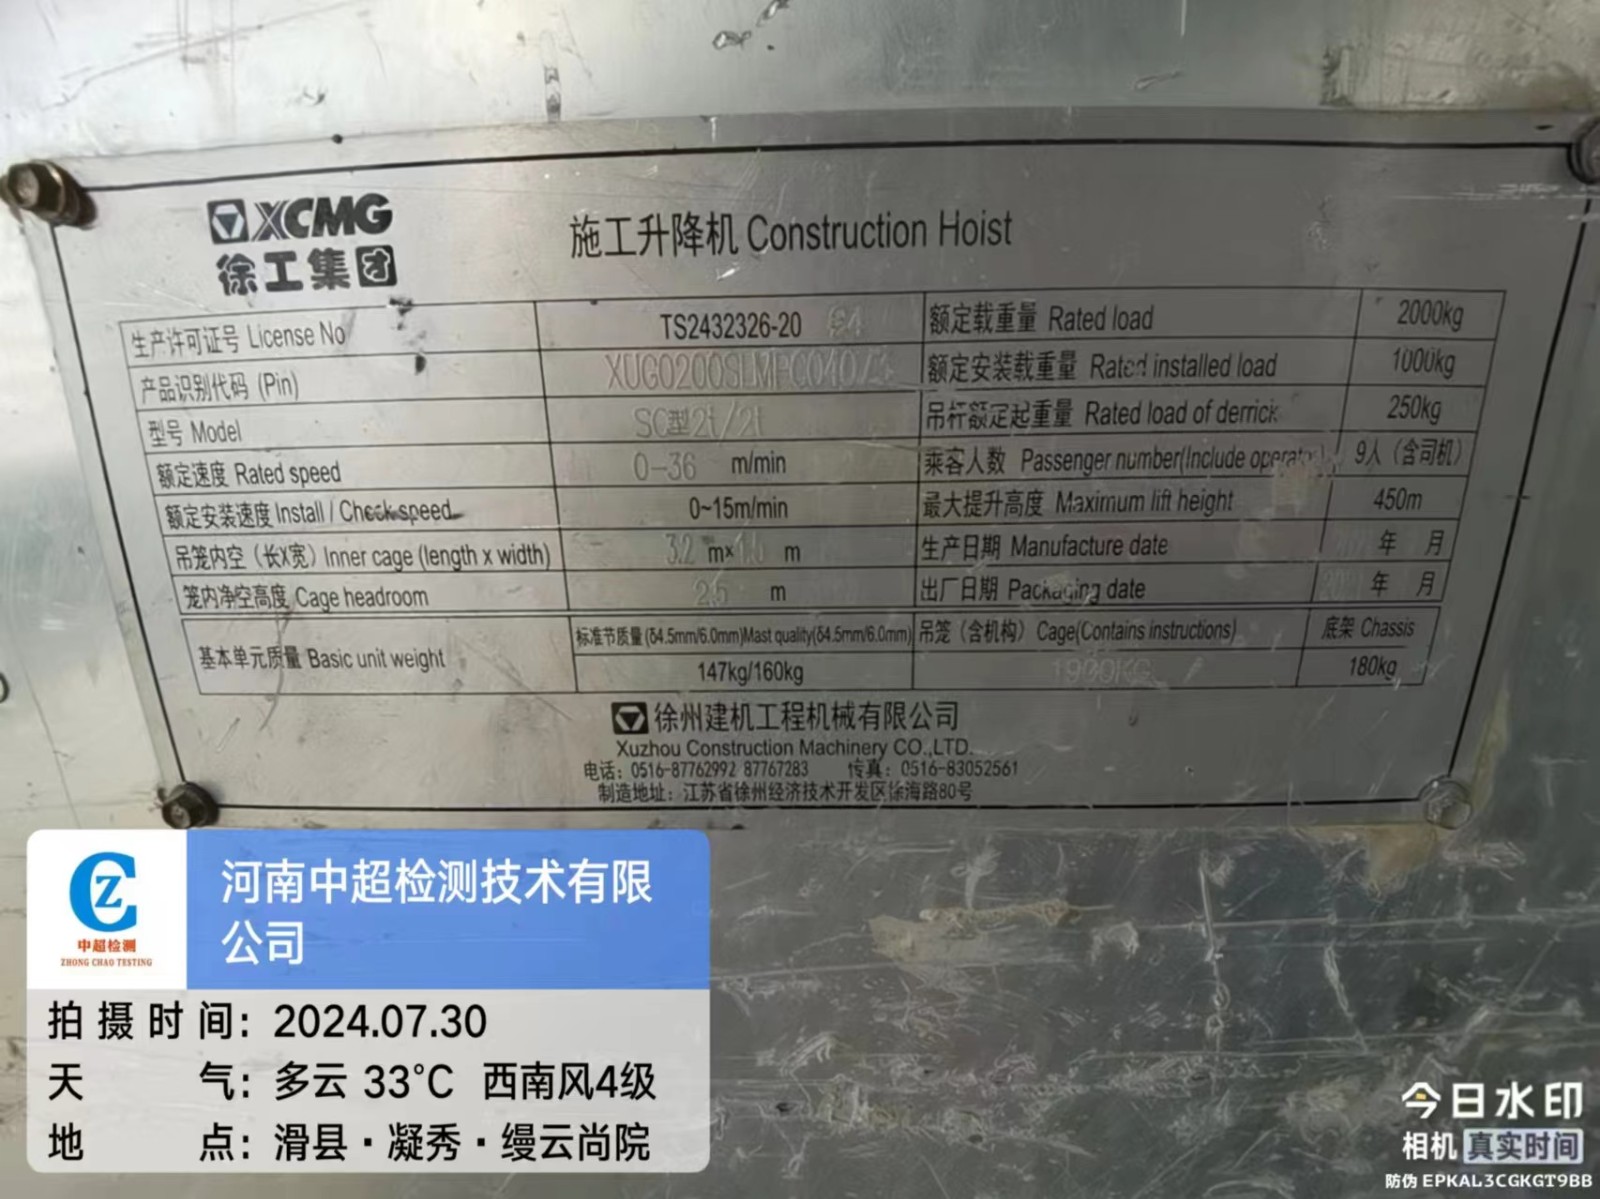 XCMG
徐工集团
施工升降机 Construction Hoist
生产许可证号 License No TS2432326-20 额定载重量 Rated load 2000kg
产品识别代码 (Pin) 额定安装载重量 Rated installed load 1000kg
型号 Model SC型2t/2t 吊杆额定起重量 Rated load of derrick 250kg
额定速度 Rated speed 0-36 m/min 乘客人数 Passenger number(Include operator) 9人(含司机)
额定安装速度 Install / Check speed 0~15m/min 最大提升高度 Maximum lift height 450m
吊笼内空(长X宽) Inner cage (length x width) 3.2 m× m 生产日期 Manufacture date 年 月
笼内净空高度 Cage headroom 2.5 m 出厂日期 Packaging date 年 月
基本单元质量 Basic unit weight 标准节质量(δ4.5mm/6.0mm)Mast quality(δ4.5mm/6.0mm) 吊笼(含机构) Cage(Contains instructions) 底架 Chassis
147kg/160kg 180kg
徐州建机工程机械有限公司
Xuzhou Construction Machinery CO.,LTD.
电话:0516-87762992 87767283 传真:0516-83052561
制造地址:江苏省徐州经济技术开发区徐海路80号
河南中超检测技术有限
公司
中超检测
ZHONG CHAO TESTING
拍摄时间:2024.07.30
天气:多云 33℃ 西南风4级
地点:滑县·凝秀·缦云尚院
今日水印
相机 真实时间
防伪 EPKAL3CGKGT9BB